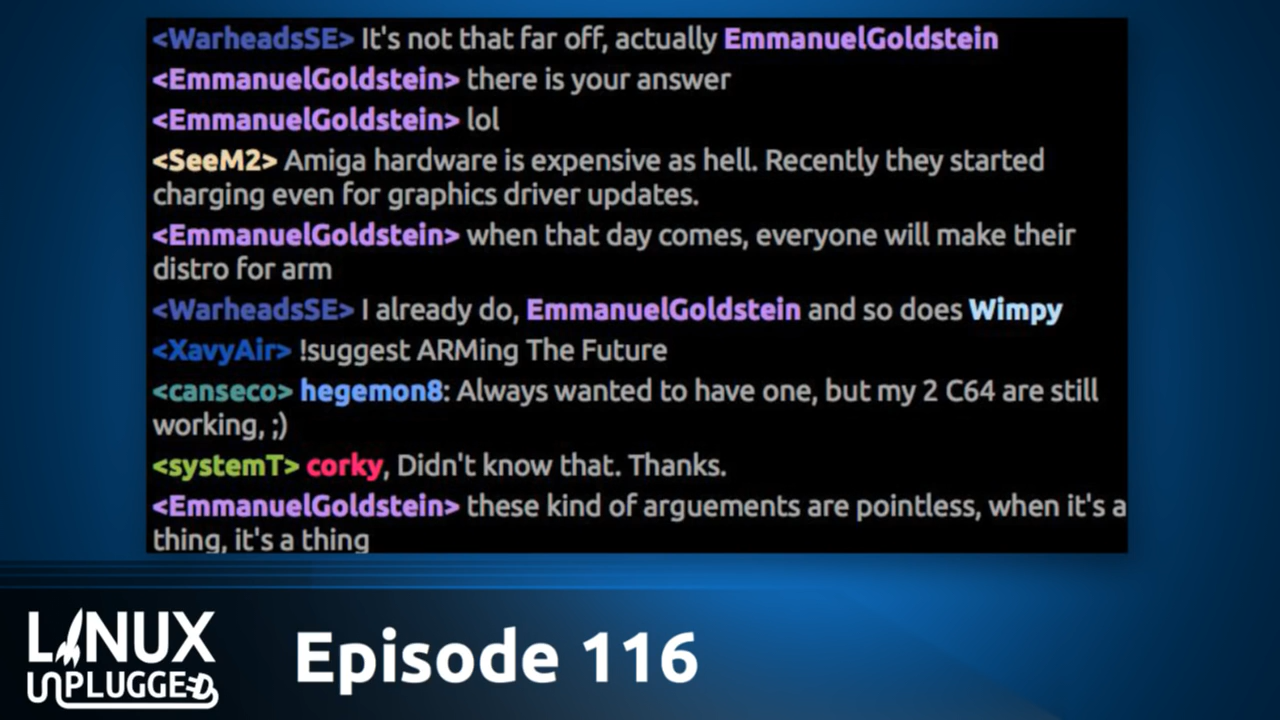 <WarheadsSE> It's not that far off, actually EmmanuelGoldstein
<EmmanuelGoldstein> there is your answer
<EmmanuelGoldstein> lol
<SeeM2> Amiga hardware is expensive as hell. Recently they started
charging even for graphics driver updates.
<EmmanuelGoldstein> when that day comes, everyone will make their
distro for arm
<WarheadsSE> I already do, EmmanuelGoldstein and so does Wimpy
<XavyAir> !suggest ARMing The Future
<canseco> hegemon8: Always wanted to have one, but my 2 C64 are still
working, ;)
<systemT> corky, Didn't know that. Thanks.
<EmmanuelGoldstein> these kind of arguements are pointless, when it's a
thing, it's a thing
LINUX
UNPLUGGED
Episode 116